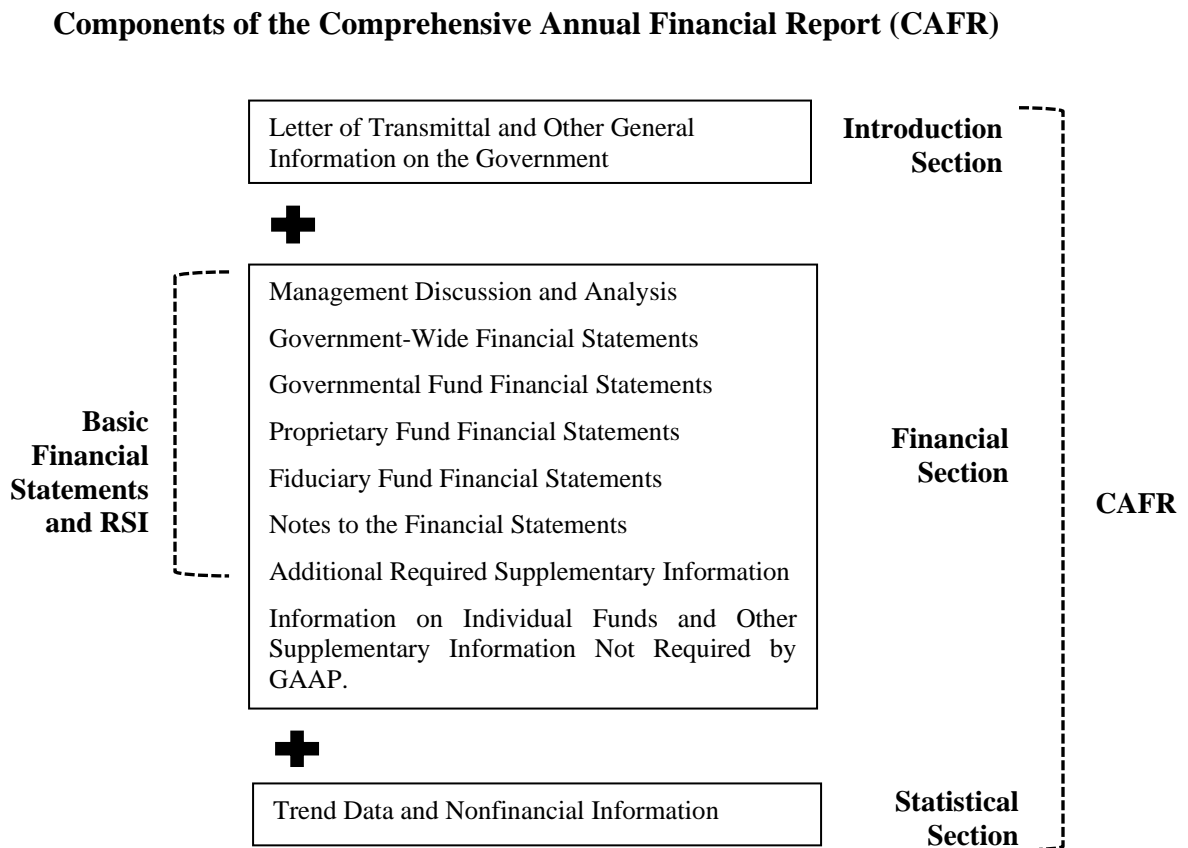 Components of the Comprehensive Annual Financial Report (CAFR)
Letter of Transmittal and Other General
Information on the Government
Introduction
Section
Management Discussion and Analysis
Government-Wide Financial Statements
Governmental Fund Financial Statements
Proprietary Fund Financial Statements
Fiduciary Fund Financial Statements
Notes to the Financial Statements
Additional Required Supplementary Information
Information on Individual Funds and Other
Supplementary Information Not Required by
GAAP.
Basic
Financial
Statements
and RSI
Financial
Section
CAFR
Trend Data and Nonfinancial Information
Statistical
Section